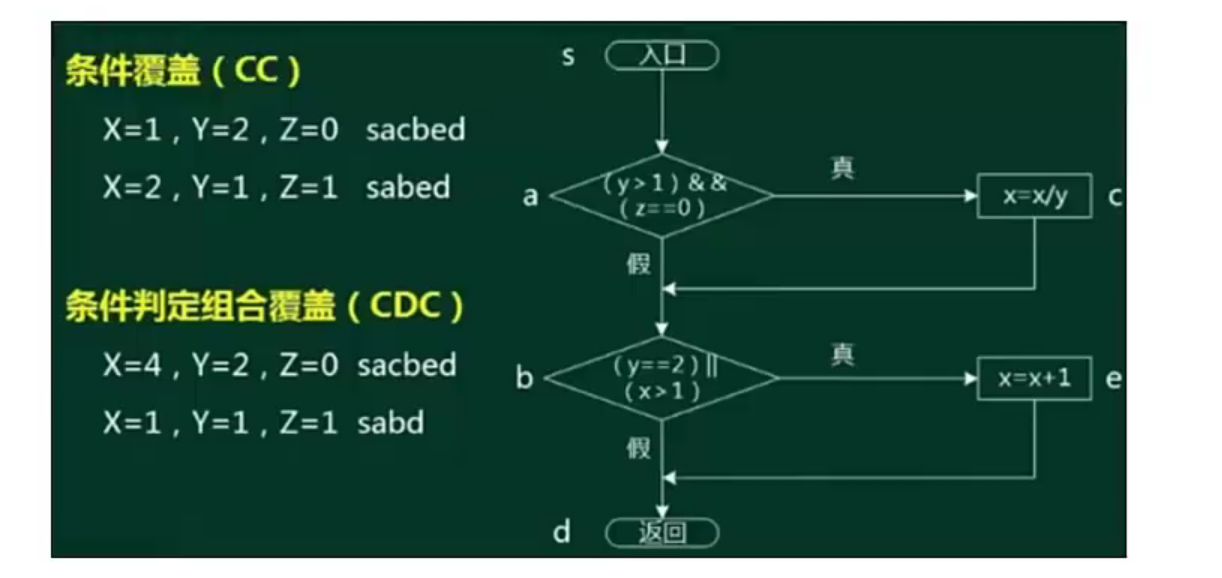 条件覆盖（CC）
X=1，Y=2，Z=0 sacbed
X=2，Y=1，Z=1 sabed
条件判定组合覆盖（CDC）
X=4，Y=2，Z=0 sacbed
X=1，Y=1，Z=1 sabd
s
入口
a
(y>1)&&
(z==0)
真
x=x/y
c
假
b
(y==2)||
(x>1)
真
x=x+1
e
假
d
返回